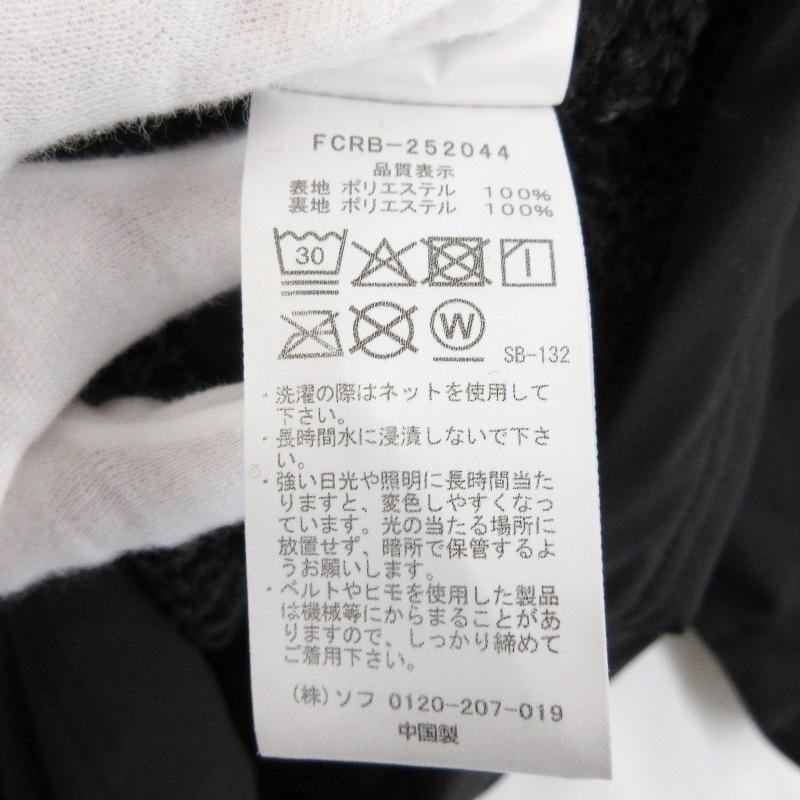 FCRB-252044
品質表示
表地 ポリエステル 100%
裏地 ポリエステル 100%
30
W
SB-132
・洗濯の際はネットを使用して
下さい。
・長時間水に浸漬しないで下さ
い。
・強い日光や照明に長時間当た
りますと、変色しやすくなっ
ています。光の当たる場所に
放置せず、暗所で保管するよ
うお願いします。
・ベルトやヒモを使用した製品
は機械等にからまることがあ
りますので、しっかり締めて
ご着用下さい。
(株)ソフ 0120-207-019
中国製